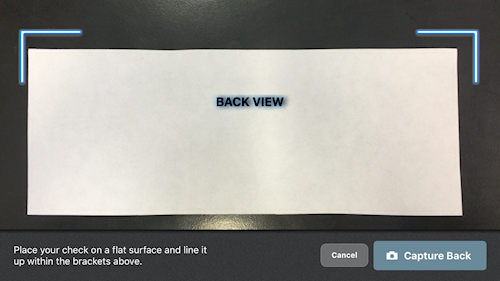 BACK VIEW
Place your check on a flat surface and line it
up within the brackets above.
Cancel
Capture Back